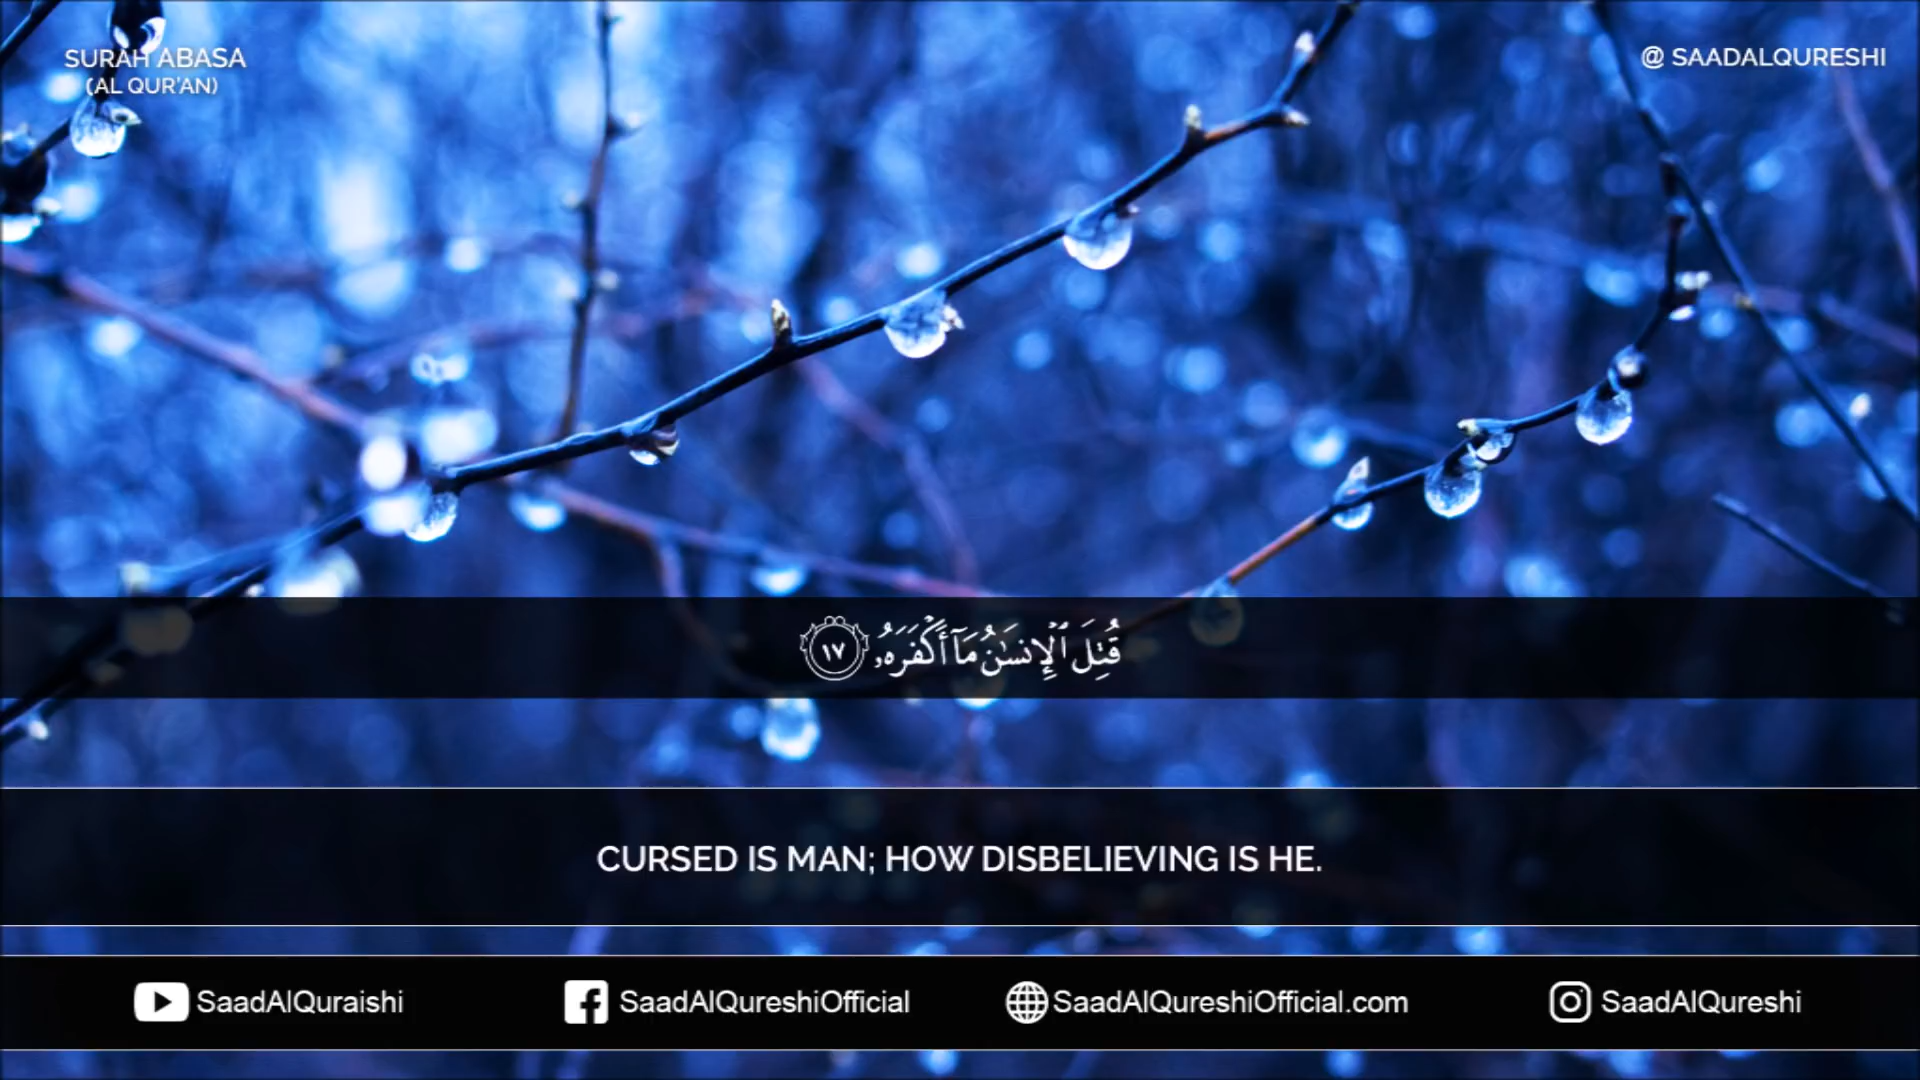 SURAH ABASA
(AL QUR'AN)
@ SAADALQURESHI
قُتِلَ ٱلْإِنسَٰنُ مَآ أَكْفَرَهُۥ ١٧
CURSED IS MAN; HOW DISBELIEVING IS HE.
SaadAlQuraishi
SaadAlQureshiOfficial
SaadAlQureshiOfficial.com
SaadAlQureshi